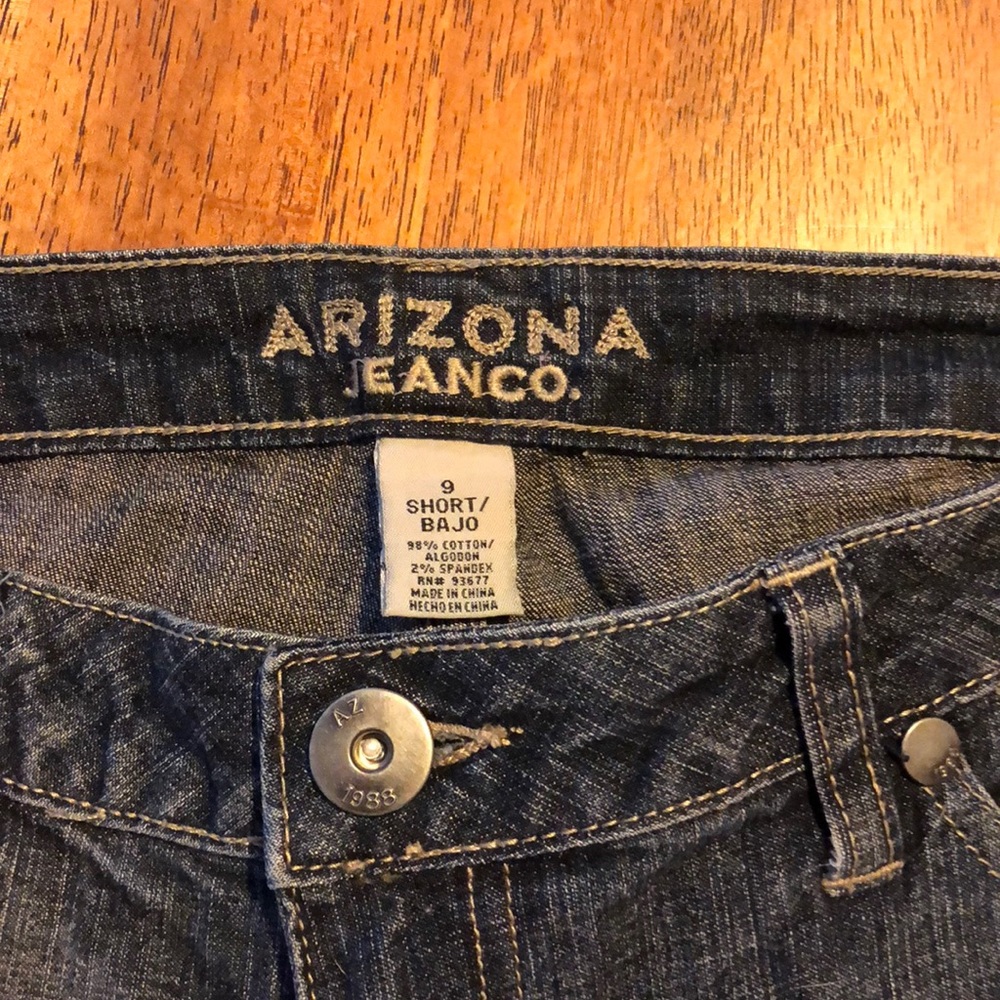 ARIZONA
JEAN CO.
9
SHORT/
BAJO
98% COTTON/
ALGODON
2% SPANDEX
RN# 93677
MADE IN CHINA
HECHO EN CHINA
AZ
1988